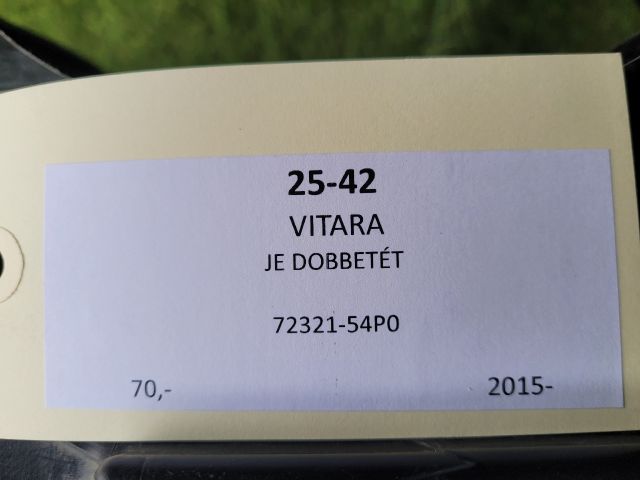 25-42
VITARA
JE DOBBETÉT
72321-54P0
70,- 2015-